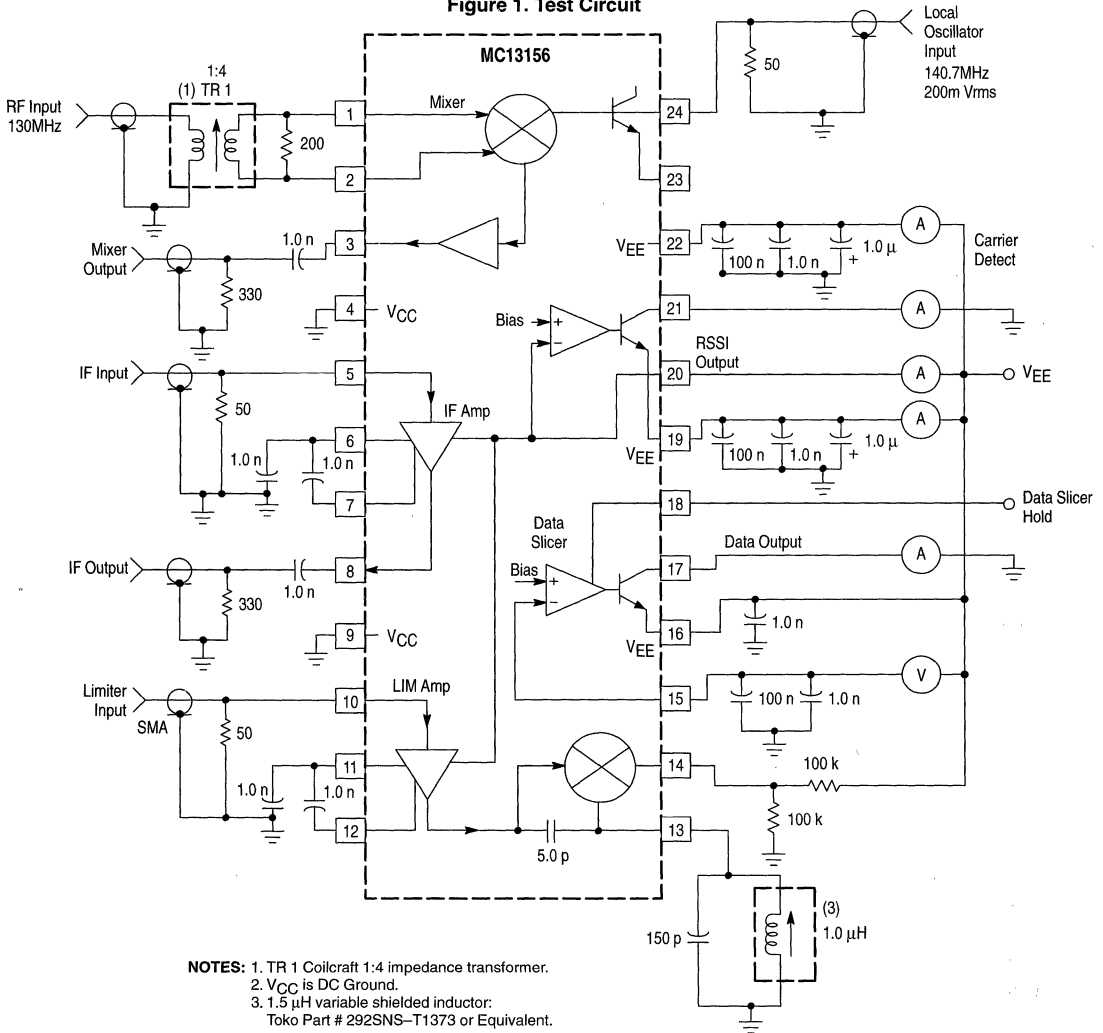 Figure 1. Test Circuit
MC13156
Local
Oscillator
Input
140.7MHz
200m Vrms
50
1:4
(1) TR 1
RF Input
130MHz
200
1
2
Mixer
24
23
Mixer
Output
1.0 n
330
3
4
VCC
VEE
22
100 n
1.0 n
1.0 µ
+
A
Carrier
Detect
Bias
+
−
21
A
RSSI
Output
20
A
VEE
IF Input
50
5
IF Amp
1.0 n
6
1.0 n
7
VEE
19
100 n
1.0 n
1.0 µ
+
A
18
Data Slicer
Hold
Data
Slicer
Bias
+
−
17
Data Output
A
IF Output
1.0 n
8
330
9
VCC
VEE
16
1.0 n
Limiter
Input
SMA
50
10
LIM Amp
15
100 n
1.0 n
V
1.0 n
11
1.0 n
12
14
100 k
100 k
5.0 p
13
150 p
(3)
1.0 µH
NOTES: 1. TR 1 Coilcraft 1:4 impedance transformer.
2. VCC is DC Ground.
3. 1.5 µH variable shielded inductor:
Toko Part # 292SNS–T1373 or Equivalent.